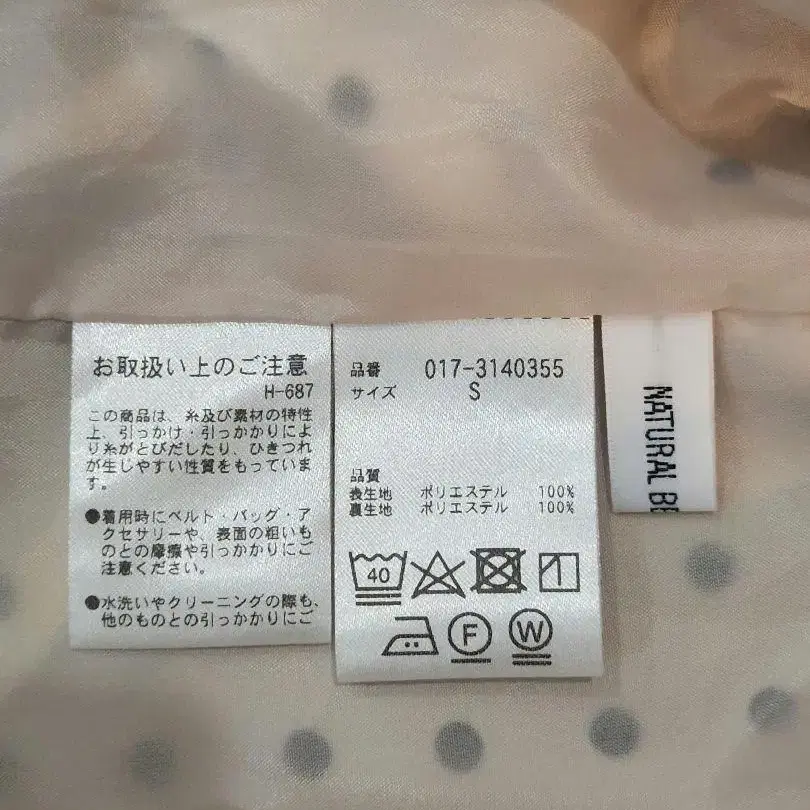 お取扱い上のご注意
H-687
この商品は、糸及び素材の特性
上、引っかけ・引っかかりによ
り糸がとびだしたり、ひきつれ
が生じやすい性質をもっていま
す。
●着用時にベルト・バッグ・ア
クセサリーや、表面の粗いも
のとの摩擦や引っかかりにご
注意ください。
●水洗いやクリーニングの際も、
他のものとの引っかかりにご
品番 017-3140355
サイズ S
品質
表生地 ポリエステル 100%
裏生地 ポリエステル 100%
40
F W
NATURAL BE